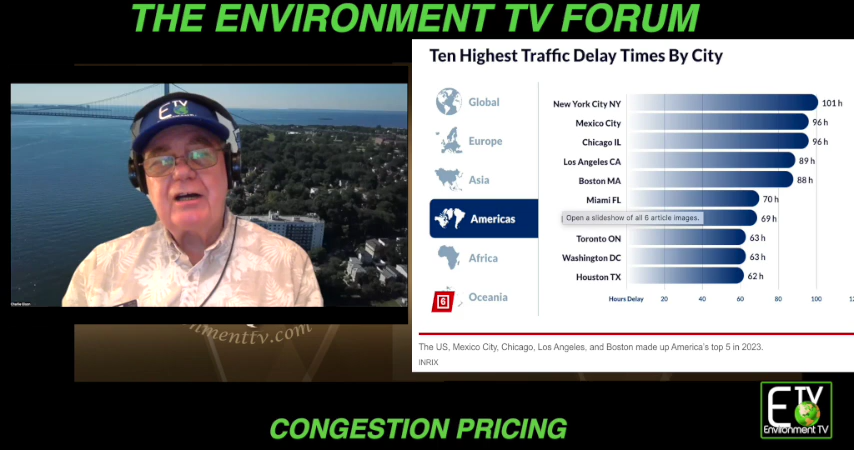 THE ENVIRONMENT TV FORUM
ETV
Ten Highest Traffic Delay Times By City
Global
Europe
Asia
Americas
Africa
6
Oceania
New York City NY 101 h
Mexico City 96 h
Chicago IL 96 h
Los Angeles CA 89 h
Boston MA 88 h
Miami FL 70 h
Open a slideshow of all 6 article images. 69 h
Toronto ON 63 h
Washington DC 63 h
Houston TX 62 h
Hours Delay 20 40 60 80 100
The US, Mexico City, Chicago, Los Angeles, and Boston made up America's top 5 in 2023.
INRIX
nmenttv.com
CONGESTION PRICING
ETV
Environment TV